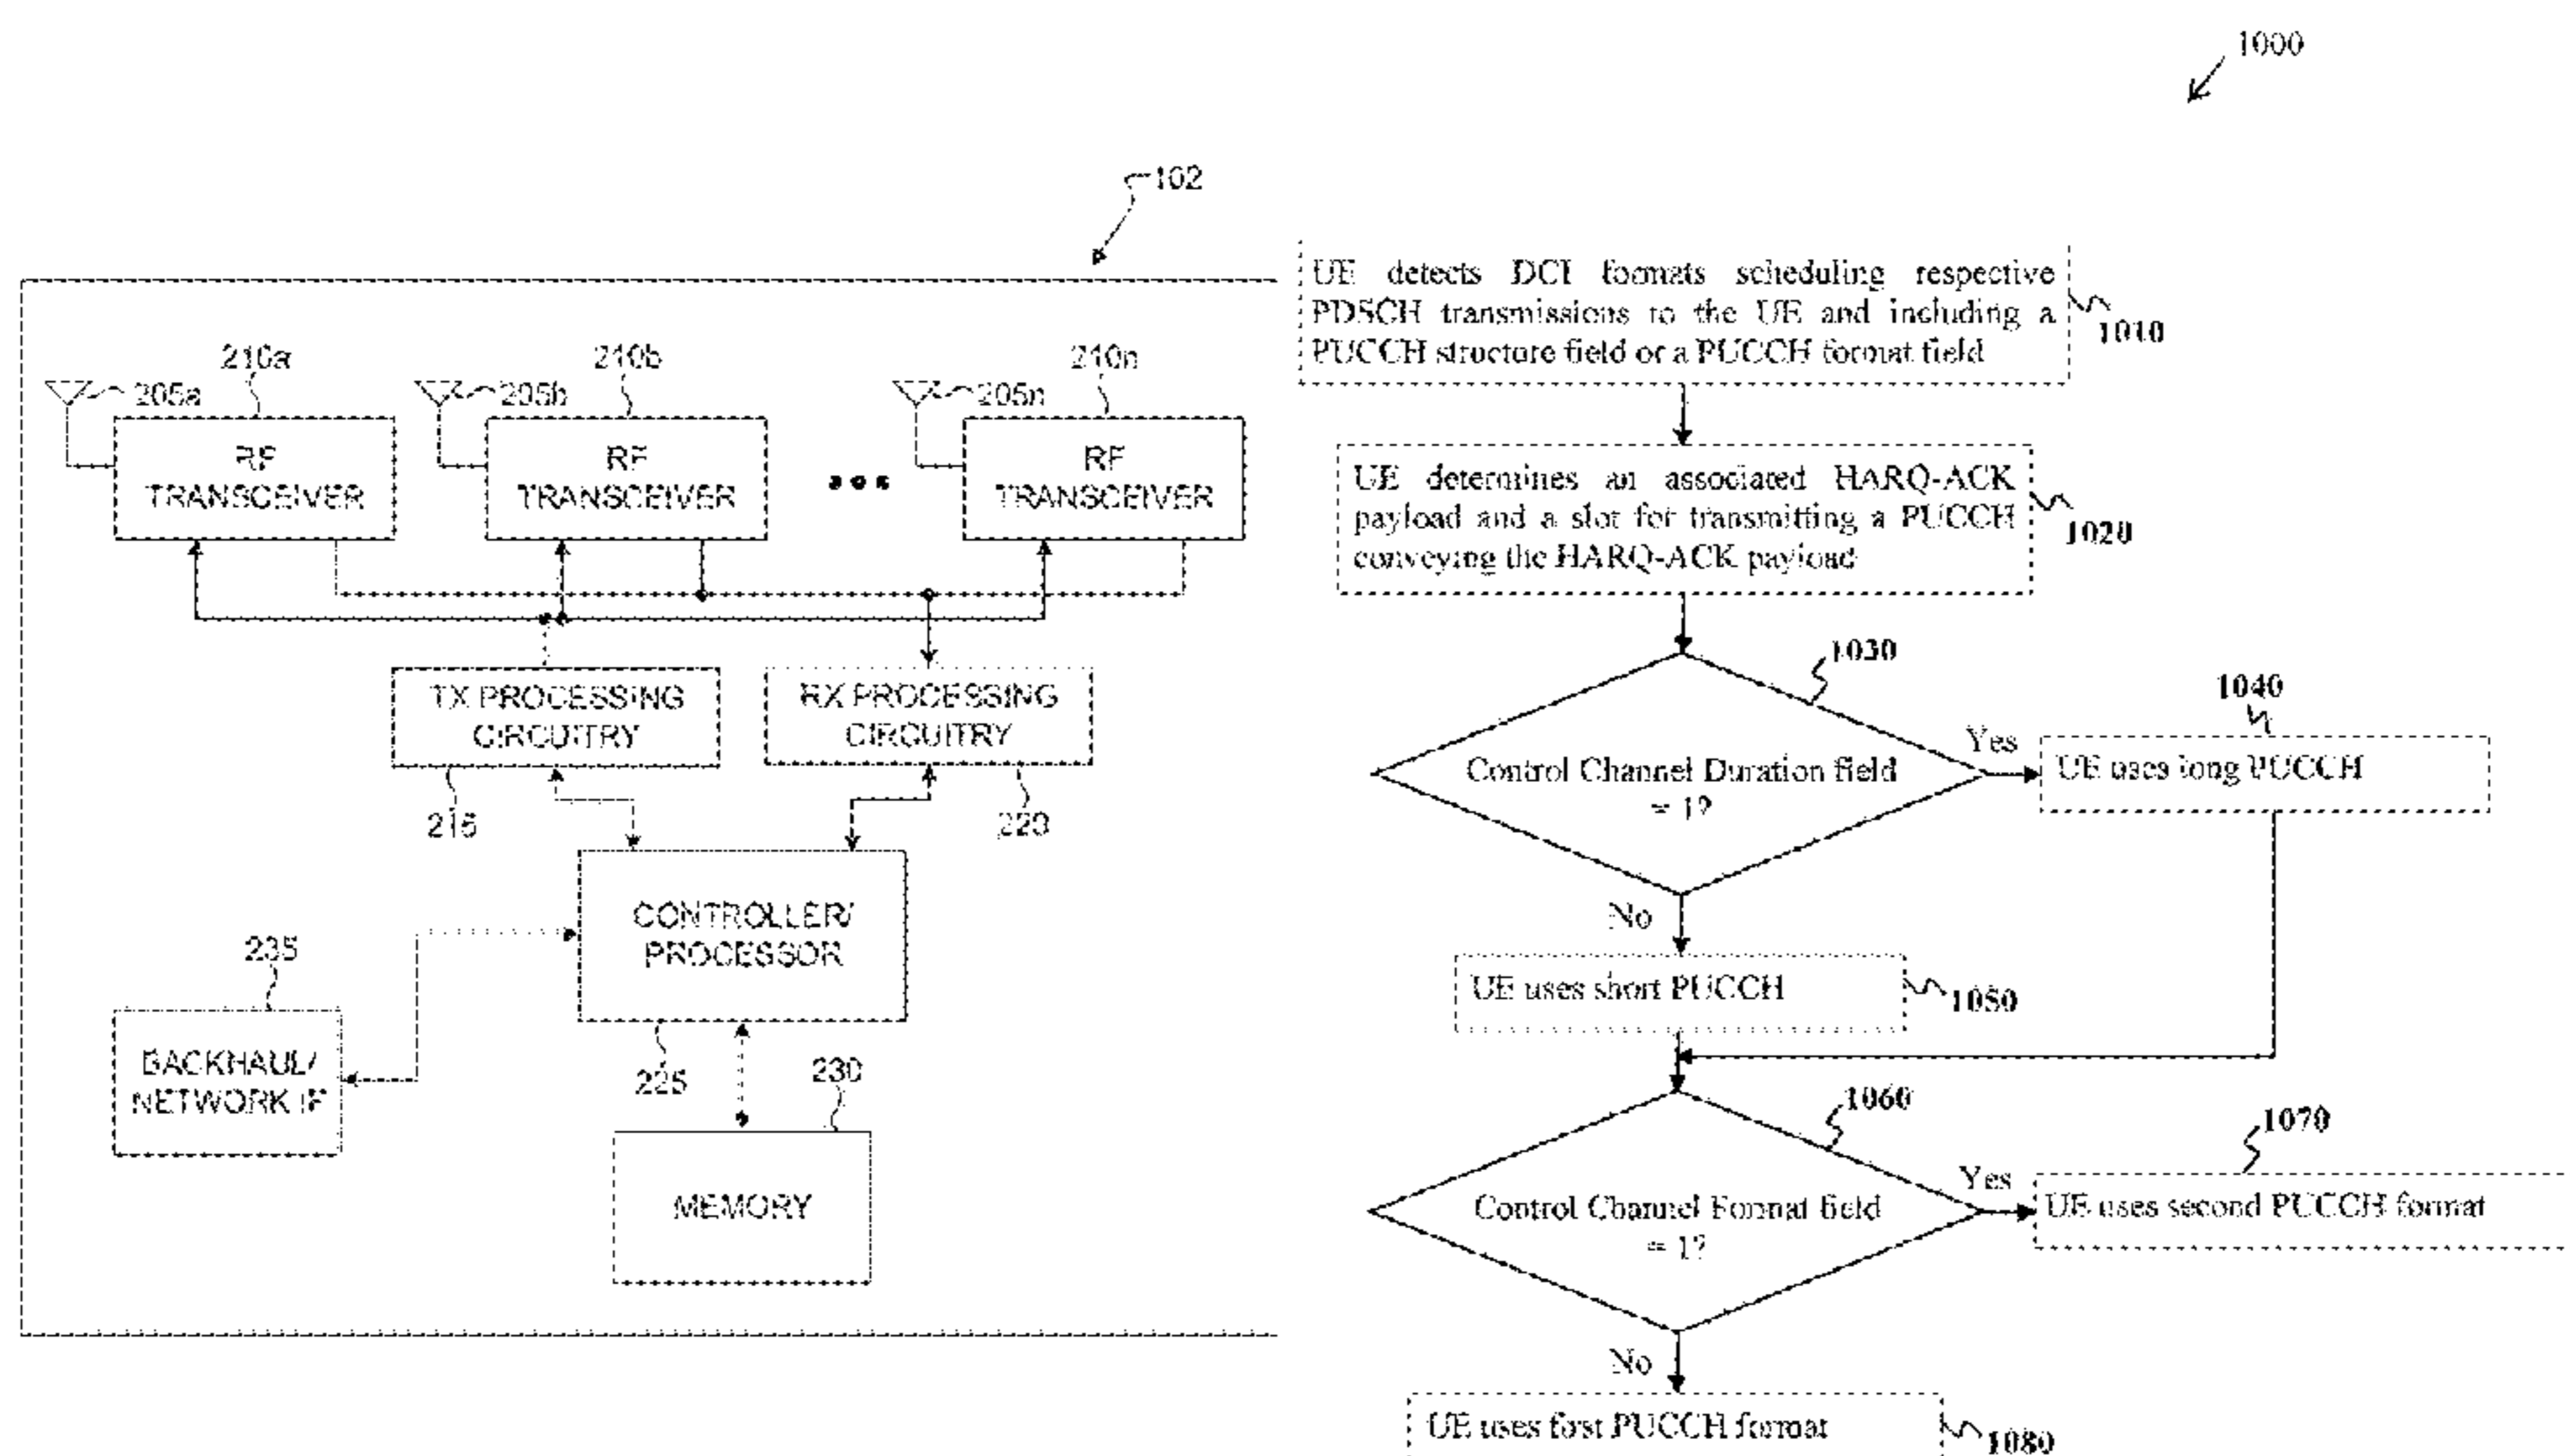 1000
102
210a
210b
210n
205a
205b
205n
RF
TRANSCEIVER
RF
TRANSCEIVER
RF
TRANSCEIVER
TX PROCESSING
CIRCUITRY
RX PROCESSING
CIRCUITRY
215
220
CONTROLLER/
PROCESSOR
235
BACKHAUL/
NETWORK IF
225
230
MEMORY
UE detects DCI formats scheduling respective
PDSCH transmissions to the UE and including a
PUCCH structure field or a PUCCH format field
1010
UE determines an associated HARQ-ACK
payload and a slot for transmitting a PUCCH
conveying the HARQ-ACK payload
1020
1030
Control Channel Duration field
= 1?
Yes
1040
UE uses long PUCCH
No
UE uses short PUCCH
1050
1060
Control Channel Format field
= 1?
Yes
1070
UE uses second PUCCH format
No
UE uses first PUCCH format
1080